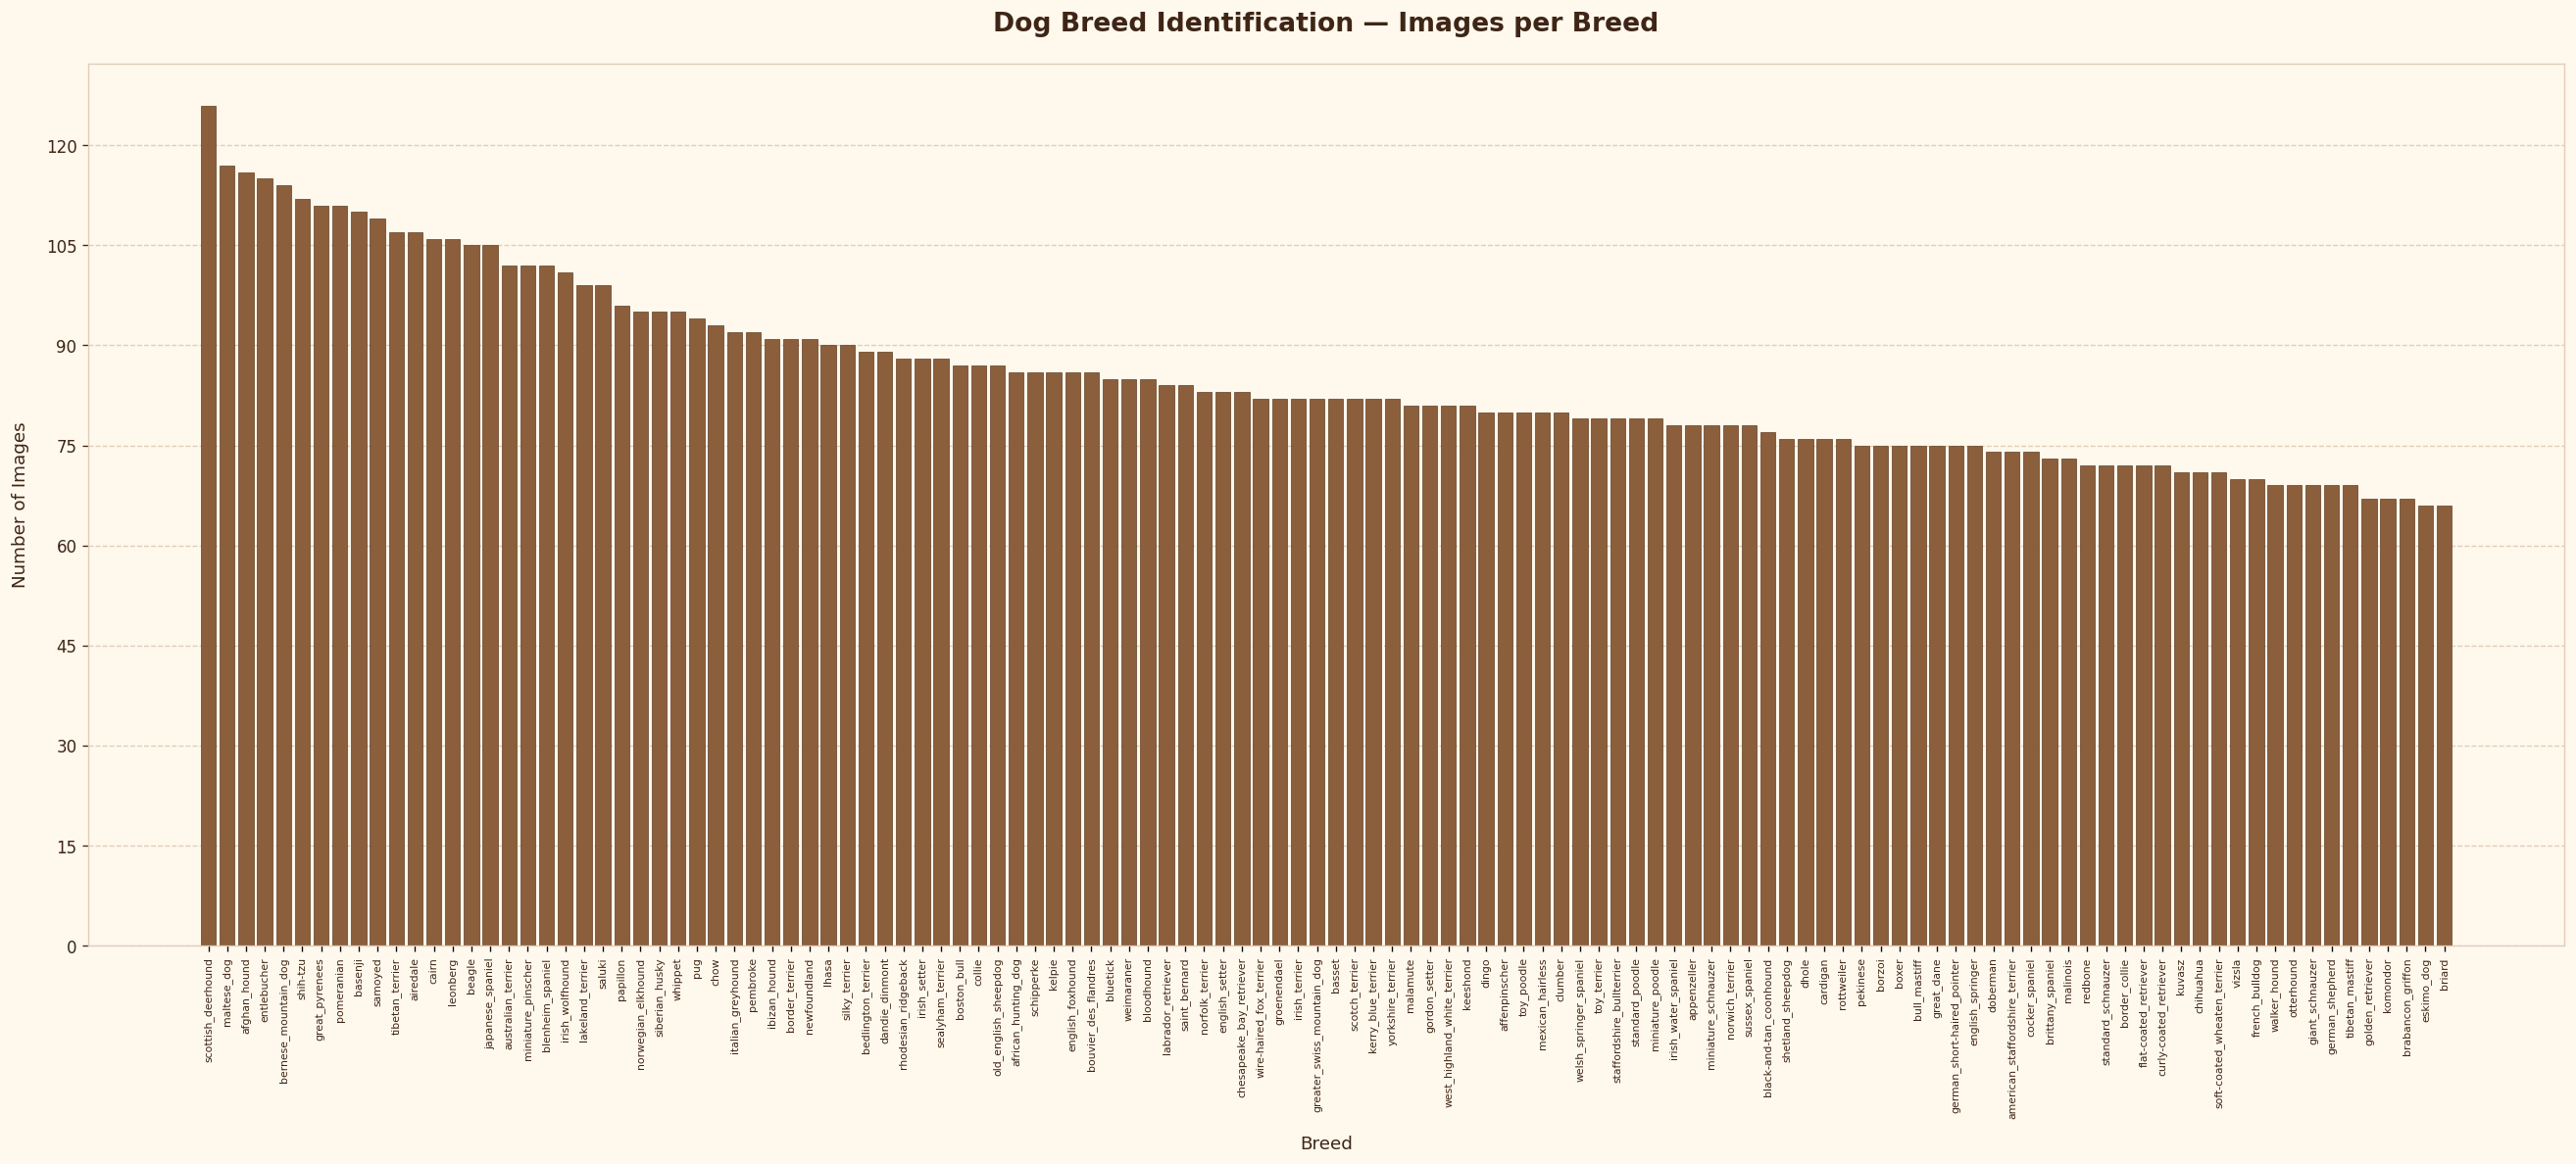 Dog Breed Identification — Images per Breed
Number of Images
120
105
90
75
60
45
30
15
0
scottish_deerhound
maltese_dog
afghan_hound
entlebucher
bernese_mountain_dog
shih-tzu
great_pyrenees
pomeranian
basenji
samoyed
tibetan_terrier
airedale
cairn
leonberg
beagle
japanese_spaniel
australian_terrier
miniature_pinscher
blenheim_spaniel
irish_wolfhound
lakeland_terrier
saluki
papillon
norwegian_elkhound
siberian_husky
whippet
pug
chow
italian_greyhound
pembroke
ibizan_hound
border_terrier
newfoundland
lhasa
silky_terrier
bedlington_terrier
dandie_dinmont
rhodesian_ridgeback
irish_setter
sealyham_terrier
boston_bull
collie
old_english_sheepdog
african_hunting_dog
schipperke
kelpie
english_foxhound
bouvier_des_flandres
bluetick
weimaraner
bloodhound
labrador_retriever
saint_bernard
norfolk_terrier
english_setter
chesapeake_bay_retriever
wire-haired_fox_terrier
groenendael
irish_terrier
greater_swiss_mountain_dog
basset
scotch_terrier
kerry_blue_terrier
yorkshire_terrier
malamute
gordon_setter
west_highland_white_terrier
keeshond
dingo
affenpinscher
toy_poodle
mexican_hairless
clumber
welsh_springer_spaniel
toy_terrier
staffordshire_bullterrier
standard_poodle
miniature_poodle
irish_water_spaniel
appenzeller
miniature_schnauzer
norwich_terrier
sussex_spaniel
black-and-tan_coonhound
shetland_sheepdog
dhole
cardigan
rottweiler
pekinese
borzoi
boxer
bull_mastiff
great_dane
german_short-haired_pointer
english_springer
doberman
american_staffordshire_terrier
cocker_spaniel
brittany_spaniel
malinois
redbone
standard_schnauzer
border_collie
flat-coated_retriever
curly-coated_retriever
kuvasz
chihuahua
soft-coated_wheaten_terrier
vizsla
french_bulldog
walker_hound
otterhound
giant_schnauzer
german_shepherd
tibetan_mastiff
golden_retriever
komondor
brabancon_griffon
eskimo_dog
briard
Breed